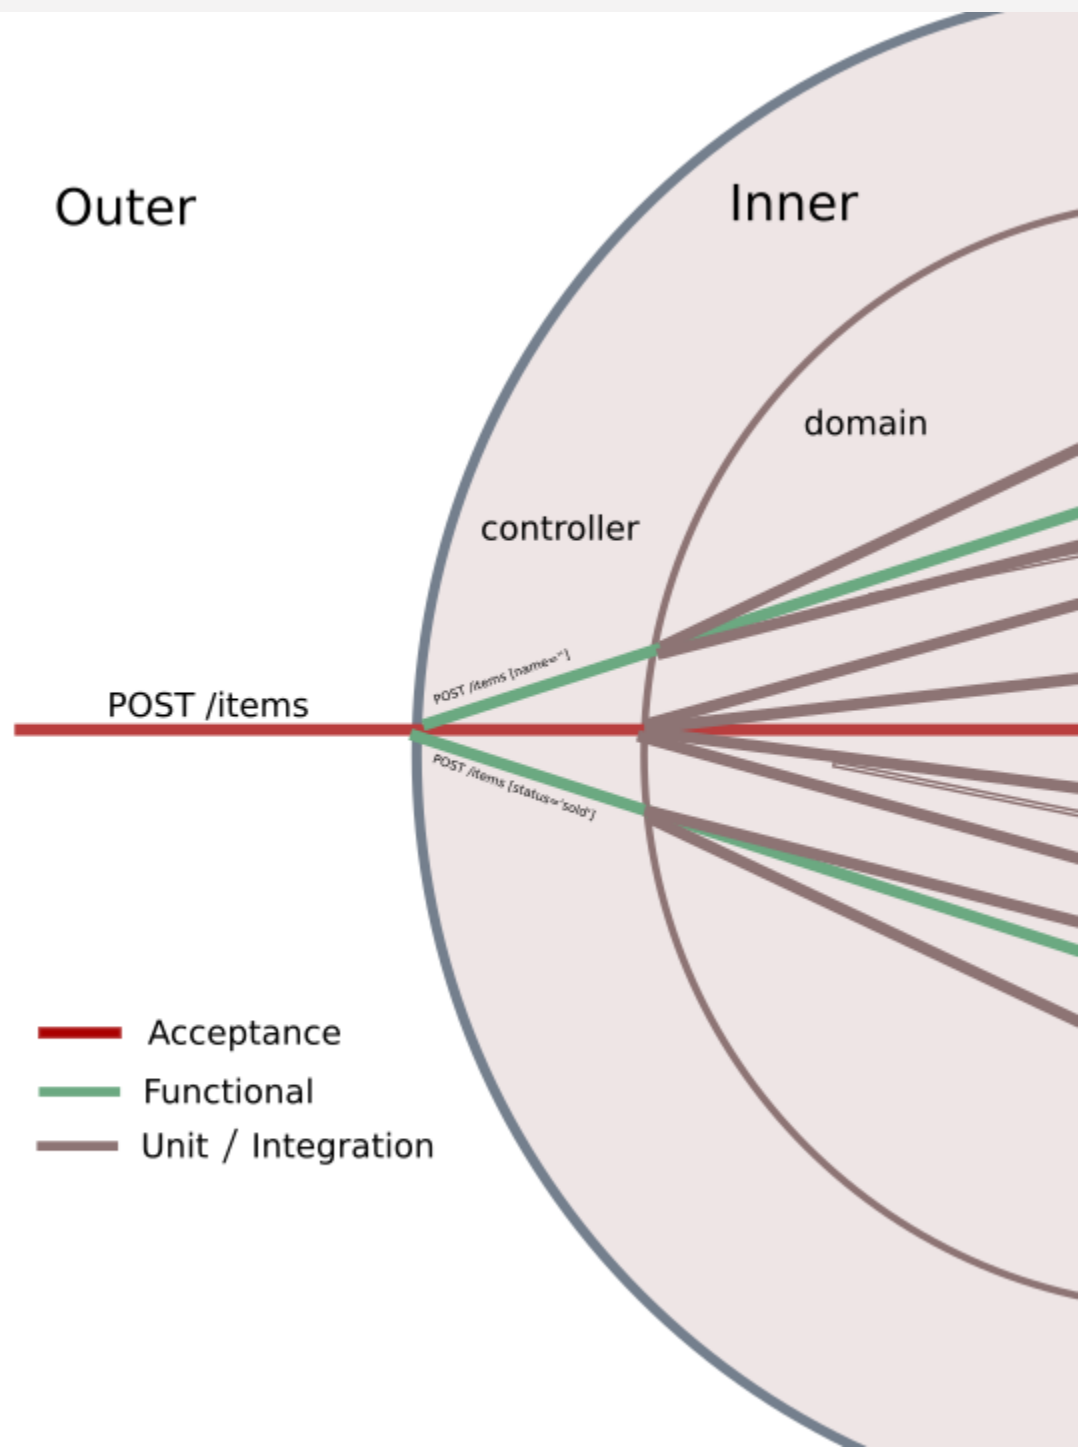 Outer
Inner
domain
controller
POST /items [name='']
POST /items
POST /items [status='sold']
Acceptance
Functional
Unit / Integration